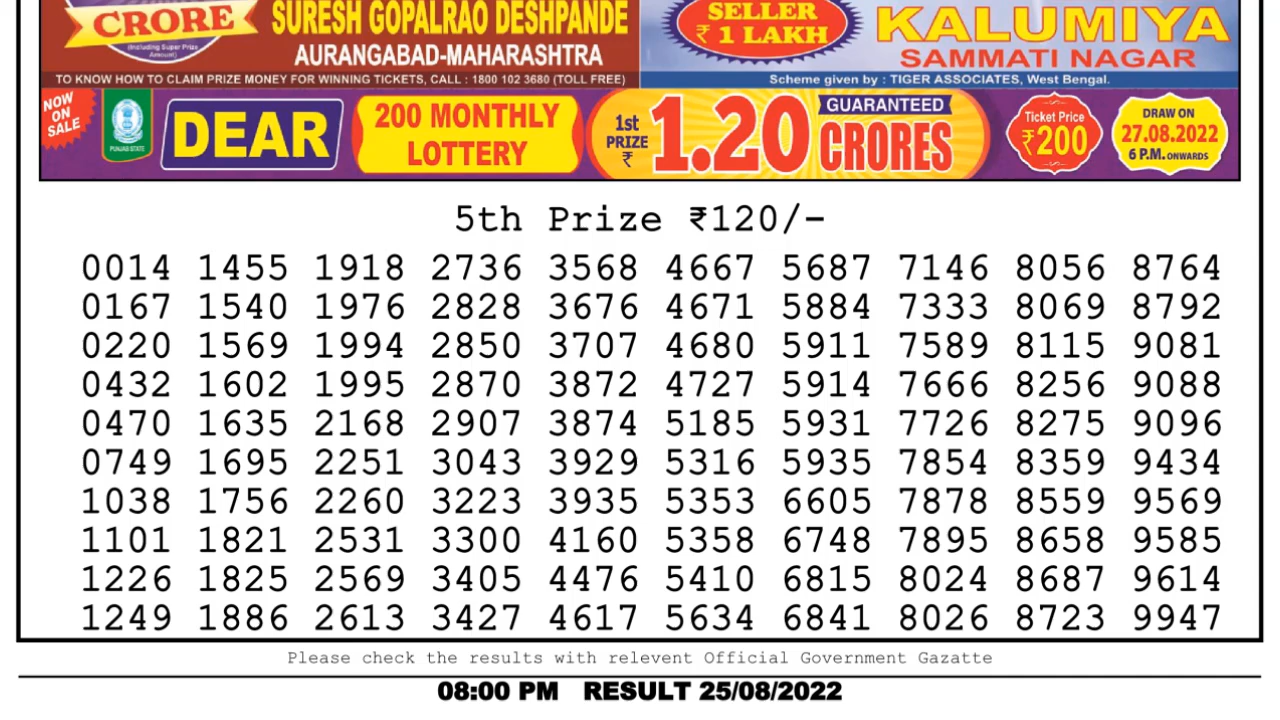 CRORE
(Including Super Prize
Amount)
SURESH GOPALRAO DESHPANDE
AURANGABAD-MAHARASHTRA
TO KNOW HOW TO CLAIM PRIZE MONEY FOR WINNING TICKETS, CALL : 1800 102 3680 (TOLL FREE)
SELLER
₹ 1 LAKH
KALUMIYA
SAMMATI NAGAR
Scheme given by : TIGER ASSOCIATES, West Bengal.
NOW
ON
SALE
PUNJAB STATE
DEAR
200 MONTHLY
LOTTERY
1st
PRIZE
₹
1.20
GUARANTEED
CRORES
Ticket Price
₹200
DRAW ON
27.08.2022
6 P.M. ONWARDS
5th Prize ₹120/-
0014 1455 1918 2736 3568 4667 5687 7146 8056 8764
0167 1540 1976 2828 3676 4671 5884 7333 8069 8792
0220 1569 1994 2850 3707 4680 5911 7589 8115 9081
0432 1602 1995 2870 3872 4727 5914 7666 8256 9088
0470 1635 2168 2907 3874 5185 5931 7726 8275 9096
0749 1695 2251 3043 3929 5316 5935 7854 8359 9434
1038 1756 2260 3223 3935 5353 6605 7878 8559 9569
1101 1821 2531 3300 4160 5358 6748 7895 8658 9585
1226 1825 2569 3405 4476 5410 6815 8024 8687 9614
1249 1886 2613 3427 4617 5634 6841 8026 8723 9947
Please check the results with relevent Official Government Gazatte
08:00 PM RESULT 25/08/2022